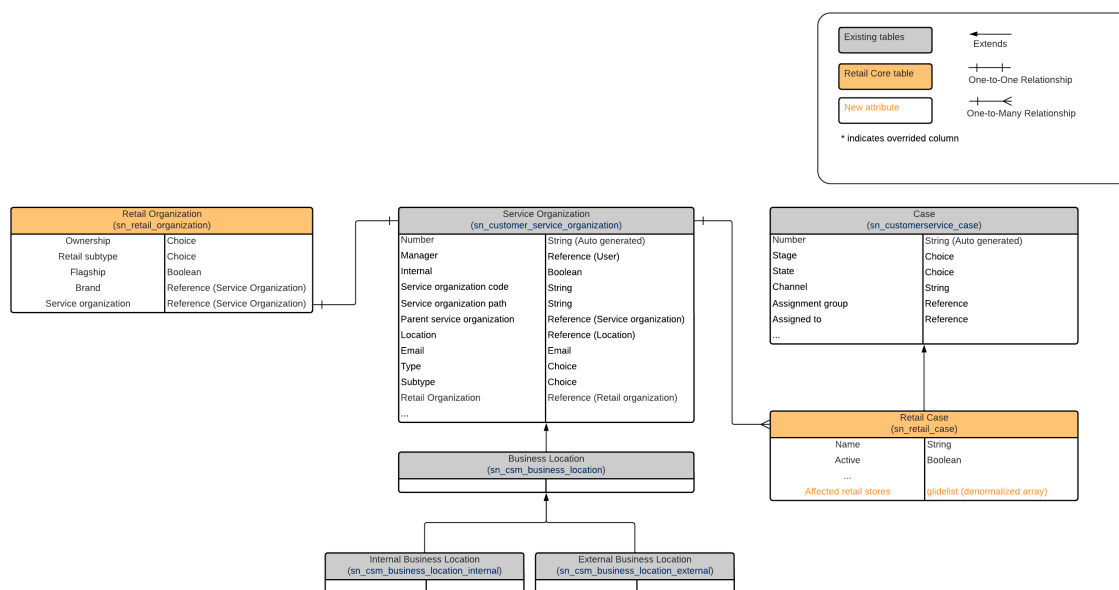 Existing tables
Extends
Retail Core table
One-to-One Relationship
New attribute
One-to-Many Relationship
* indicates overrided column
Retail Organization
(sn_retail_organization)
Ownership Choice
Retail subtype Choice
Flagship Boolean
Brand Reference (Service Organization)
Service organization Reference (Service Organization)
Service Organization
(sn_customer_service_organization)
Number String (Auto generated)
Manager Reference (User)
Internal Boolean
Service organization code String
Service organization path String
Parent service organization Reference (Service organization)
Location Reference (Location)
Email Email
Type Choice
Subtype Choice
Retail Organization Reference (Retail organization)
...
Case
(sn_customerservice_case)
Number String (Auto generated)
Stage Choice
State Choice
Channel String
Assignment group Reference
Assigned to Reference
...
Retail Case
(sn_retail_case)
Name String
Active Boolean
...
Affected retail stores glidelist (denormalized array)
Business Location
(sn_csm_business_location)
Internal Business Location
(sn_csm_business_location_internal)
External Business Location
(sn_csm_business_location_external)